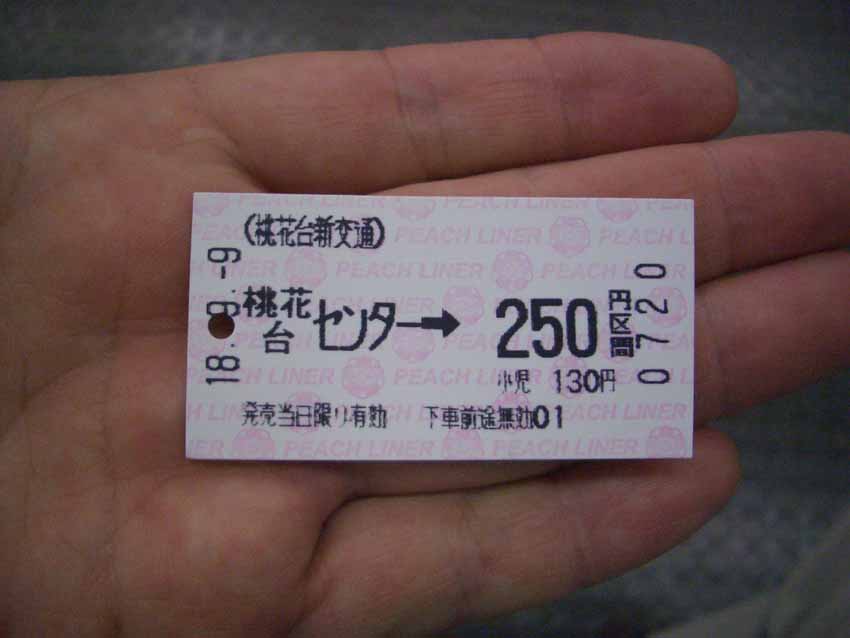 (桃花台新交通)
18.-9.-9
桃花台センター→250円区間
0720
小児 130円
発売当日限り有効 下車前途無効01
PEACH LINER